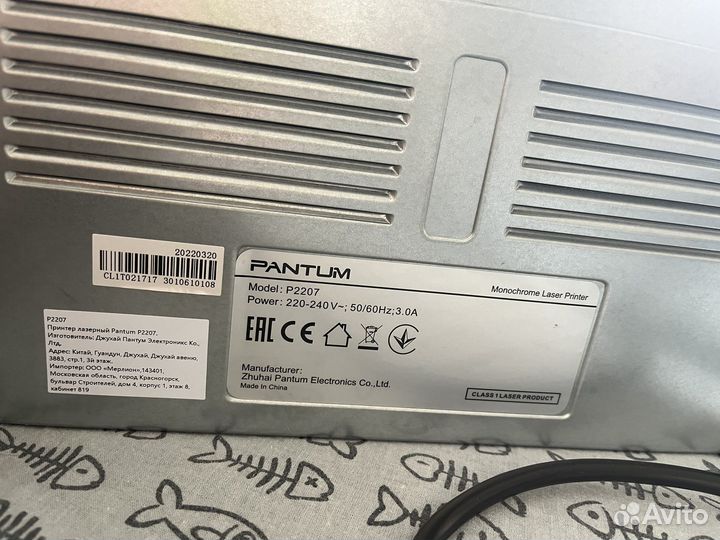 20220320
CL1T021717 3010610108
P2207
Принтер лазерный Pantum P2207,
Изготовитель: Джухай Пантум Электроникс Ко.,
Лтд.
Адрес: Китай, Гуандун, Джухай, Джухай авеню,
3883, стр.1, 3й этаж.
Импортер: ООО «Мерлион»,143401,
Московская область, город Красногорск,
бульвар Строителей, дом 4, корпус 1, этаж 8,
кабинет 819
PANTUM
Model: P2207
Monochrome Laser Printer
Power: 220-240V~; 50/60Hz;3.0A
EAC CE
Manufacturer:
Zhuhai Pantum Electronics Co.,Ltd.
Made In China
CLASS 1 LASER PRODUCT
Avito